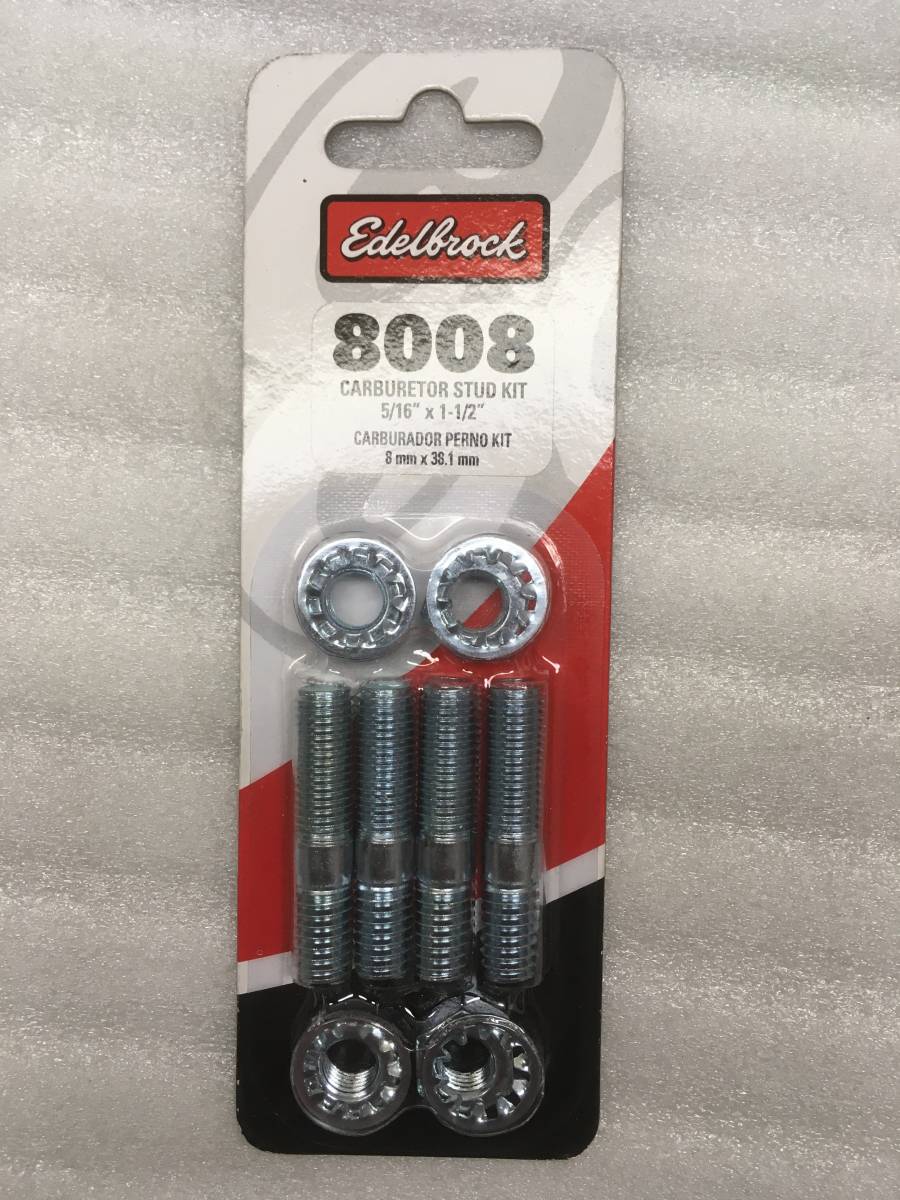 Edelbrock
8008
CARBURETOR STUD KIT
5/16" x 1-1/2"
CARBURADOR PERNO KIT
8 mm x 38.1 mm